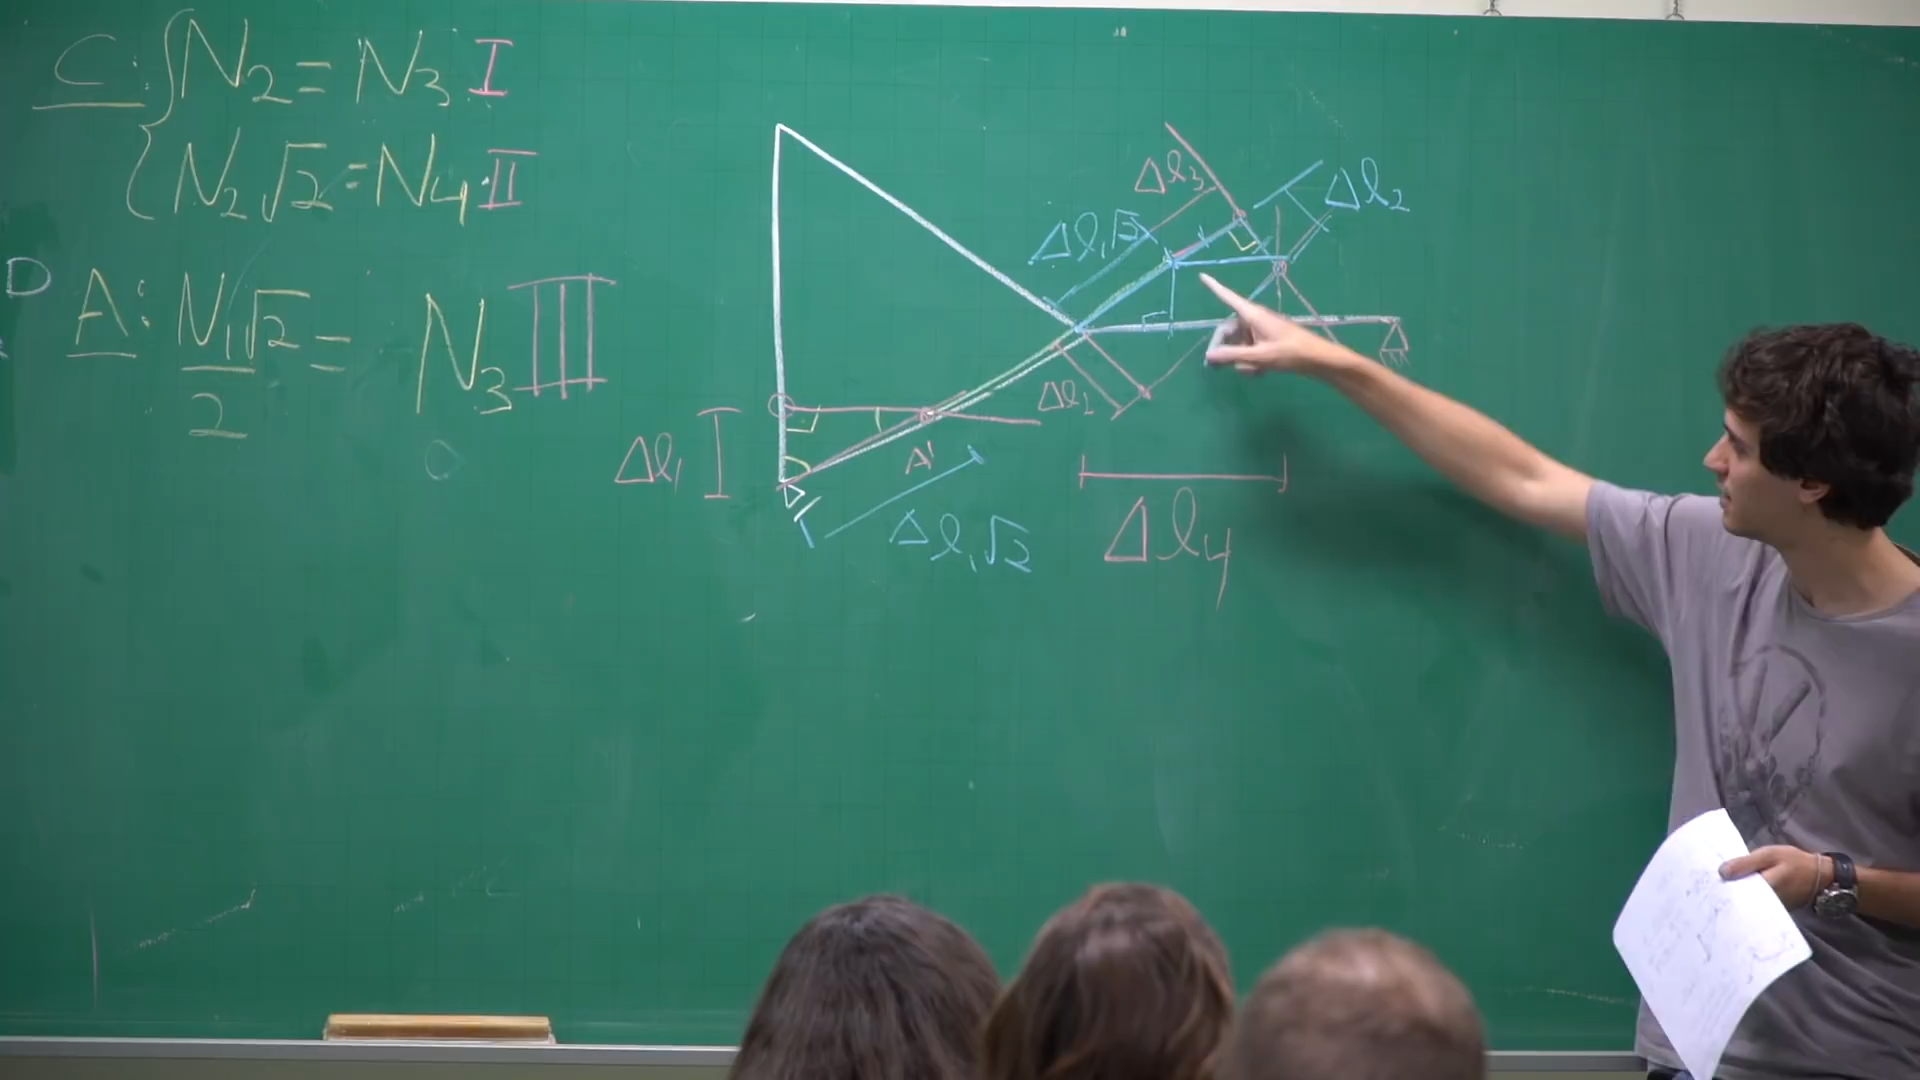 C: { N₂ = N₃ I
N₂√2 = N₄ II
D
A: N₁√2 / 2 = N₃ III
Δl₃
Δl₂
Δl₁√2
Δl₁
A'
Δl₁√2
Δl₄